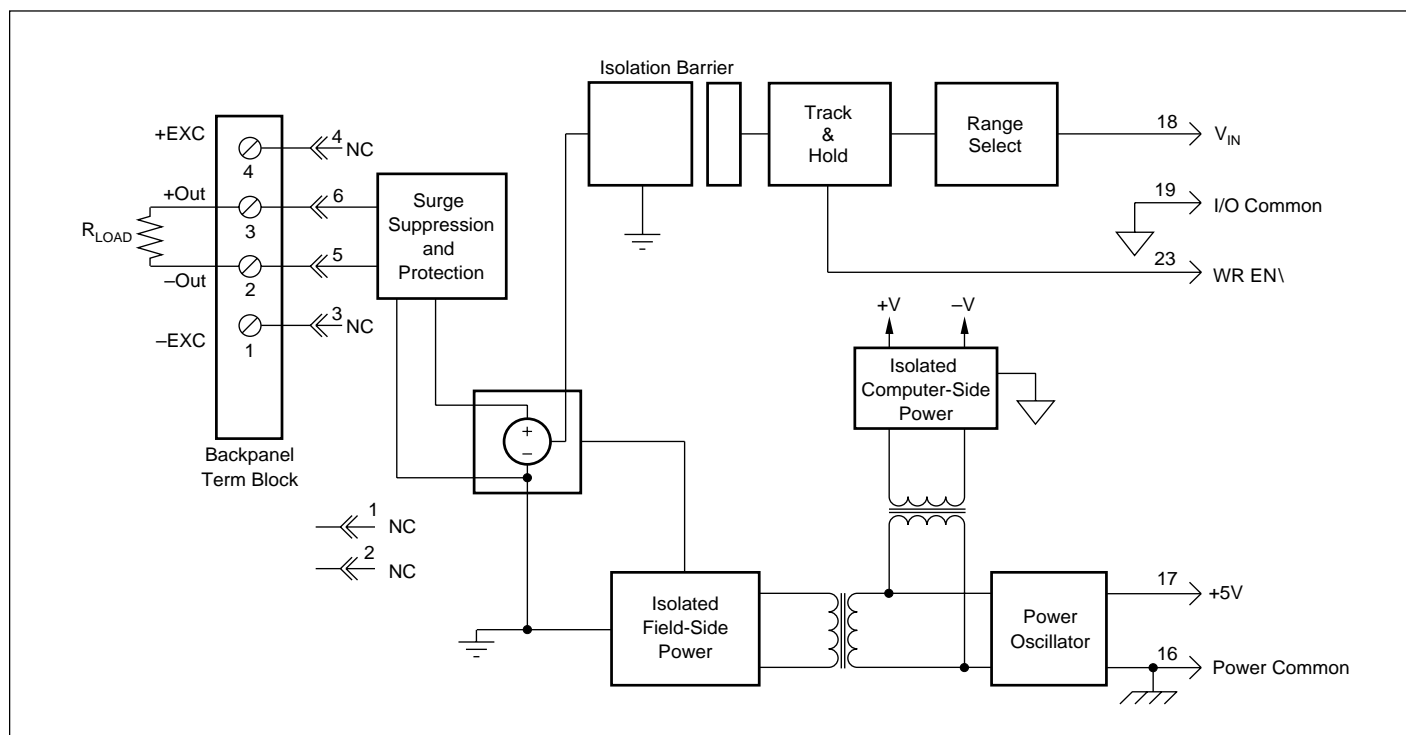 Isolation Barrier
+EXC
4
4
NC
+Out
3
6
R_LOAD
–Out
2
5
–EXC
1
3
NC
Backpanel
Term Block
Surge
Suppression
and
Protection
Track
&
Hold
Range
Select
18
V_IN
19
I/O Common
23
WR EN\
+V
–V
Isolated
Computer-Side
Power
+
–
1
NC
2
NC
Isolated
Field-Side
Power
Power
Oscillator
17
+5V
16
Power Common